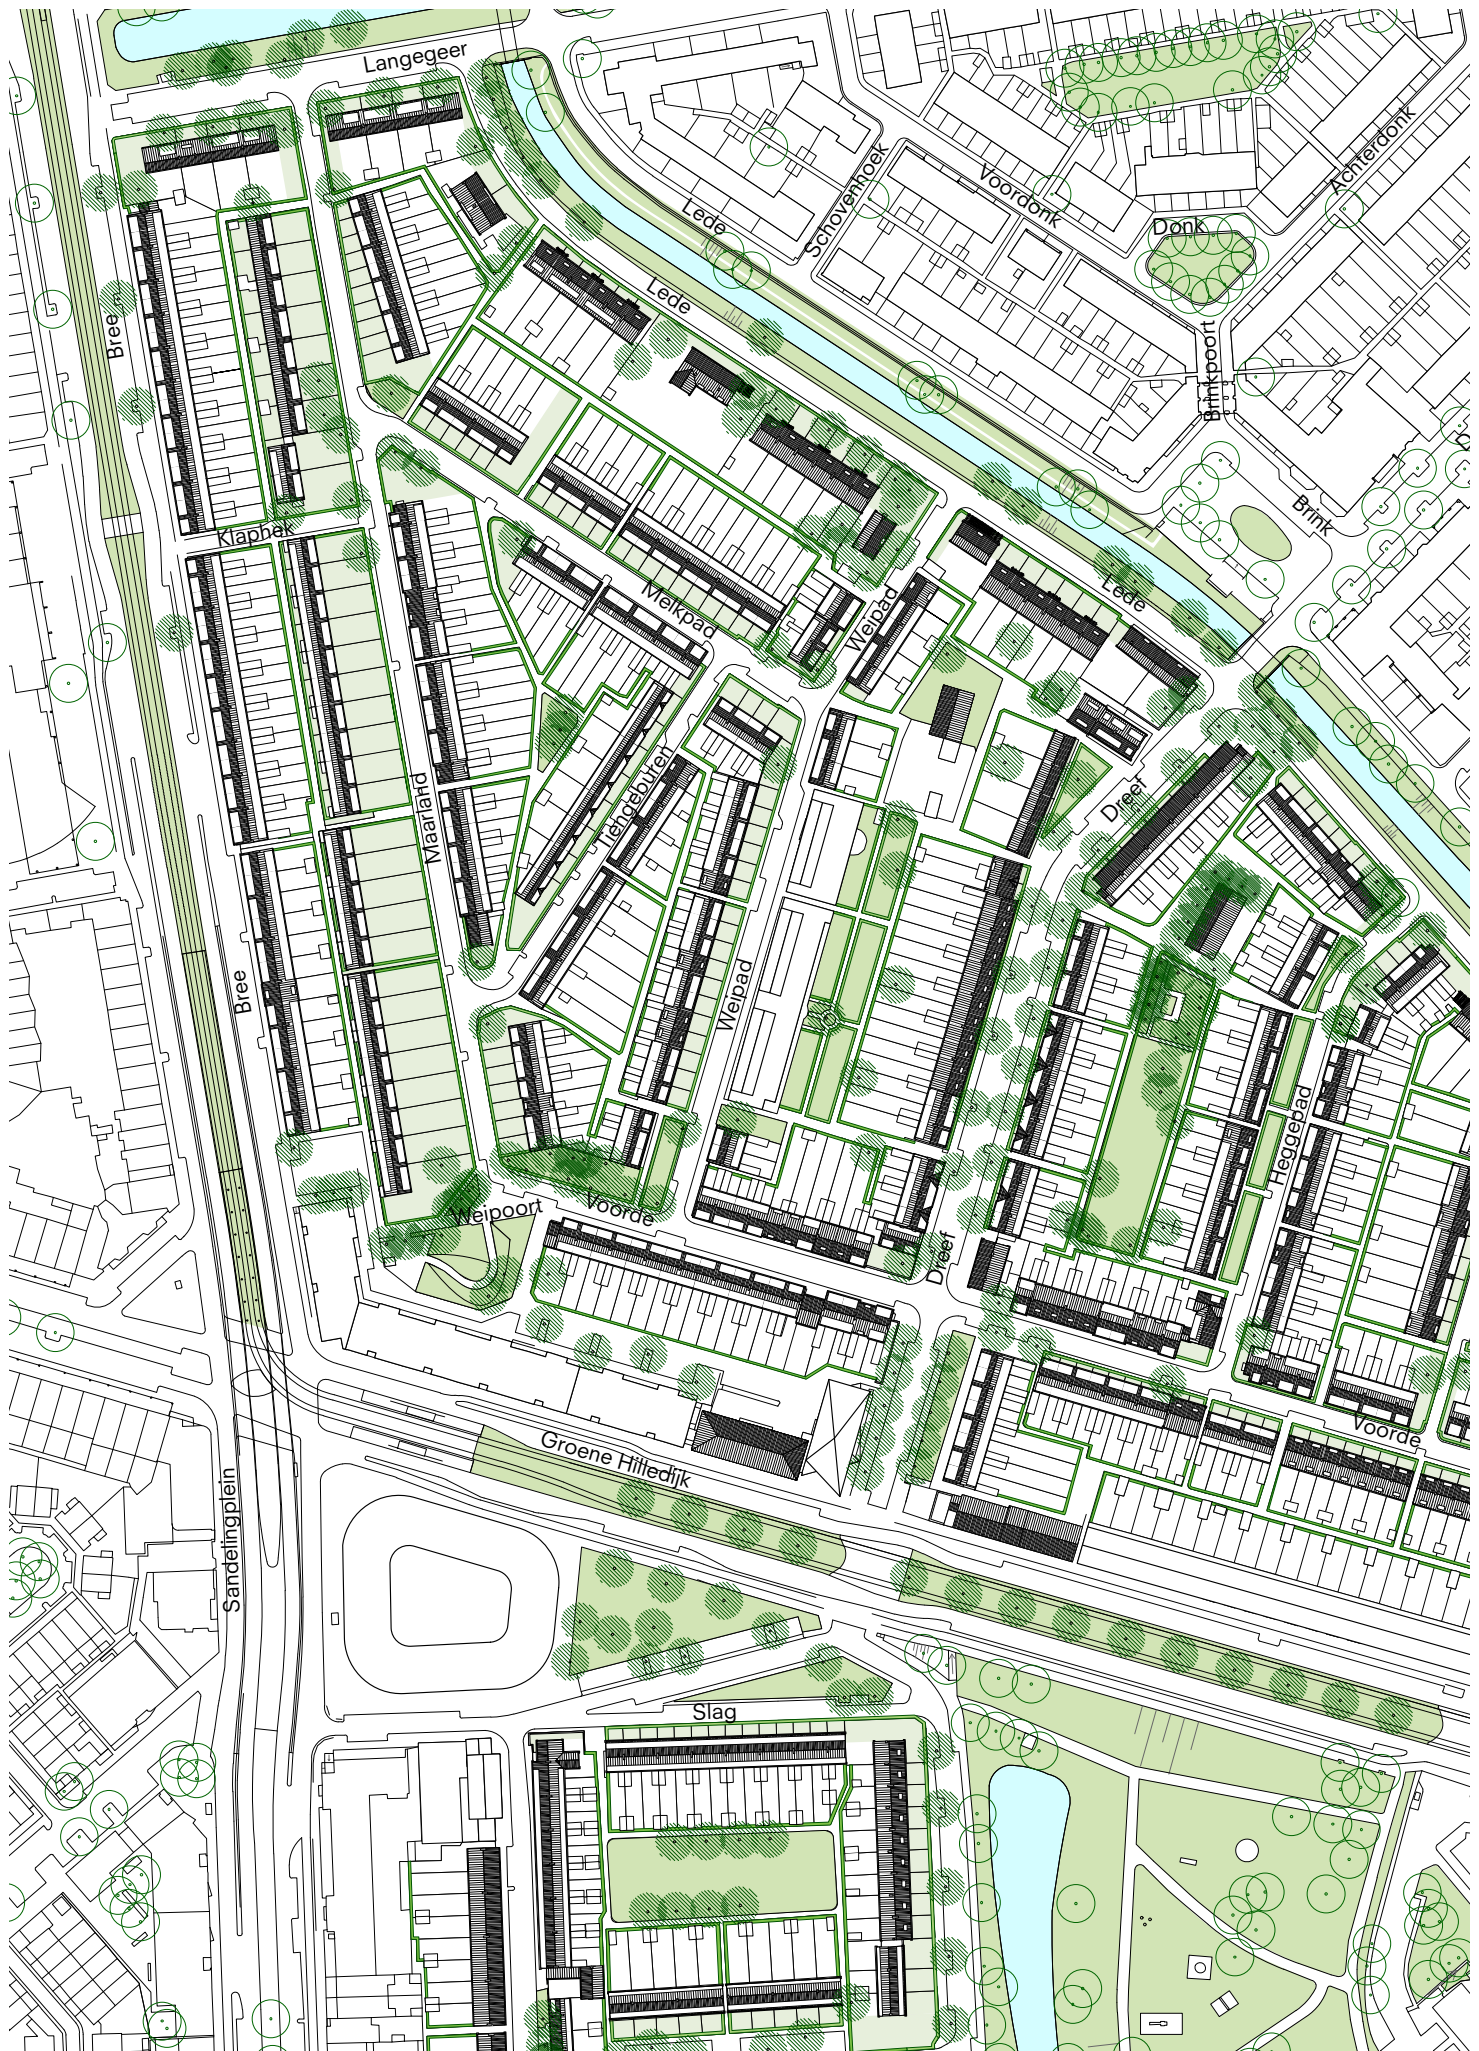 Langegeer
Achterdonk
Schovenhoek
Voordonk
Lede
Donk
Lede
Bree
Brinkpoort
Brink
Klaphek
Lede
Melkpad
Weipad
Dreef
Maarland
Tehgebufen
Bree
Weipad
Heggepad
Weipoort
Voorde
Dreef
Voorde
Groene Hilledijk
Sandelingplein
Slag